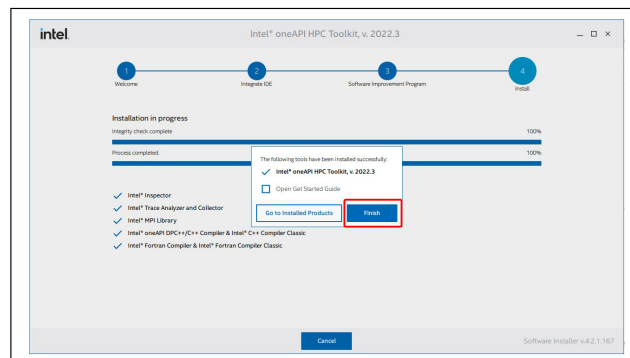 intel.
Intel® oneAPI HPC Toolkit, v. 2022.3
1
2
3
4
Welcome
Integrate IDE
Software Improvement Program
Install
Installation in progress
Integrity check complete
100%
Process completed.
100%
The following tools have been installed successfully:
Intel® oneAPI HPC Toolkit, v. 2022.3
Open Get Started Guide
Go to Installed Products
Finish
Intel® Inspector
Intel® Trace Analyzer and Collector
Intel® MPI Library
Intel® oneAPI DPC++/C++ Compiler & Intel® C++ Compiler Classic
Intel® Fortran Compiler & Intel® Fortran Compiler Classic
Cancel
Software Installer v.4.2.1.167